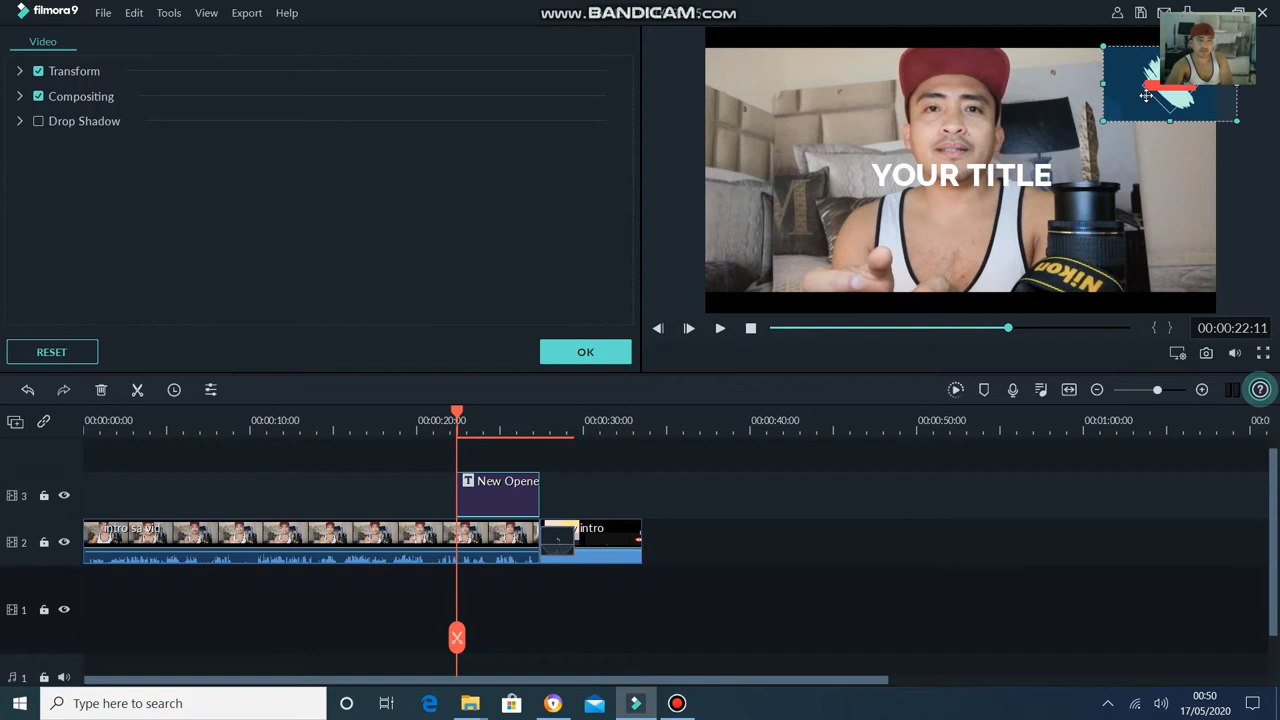 filmora9
File Edit Tools View Export Help
www.BANDICAM.com
Video
Transform
Compositing
Drop Shadow
YOUR TITLE
Nikon
RESET
OK
00:00:22:11
00:00:00:00 00:00:10:00 00:00:20:00 00:00:30:00 00:00:40:00 00:00:50:00 00:01:00:00 00:0
3
T New Opene
2
intro sa vid
intro
1
1
Type here to search
00:50
17/05/2020